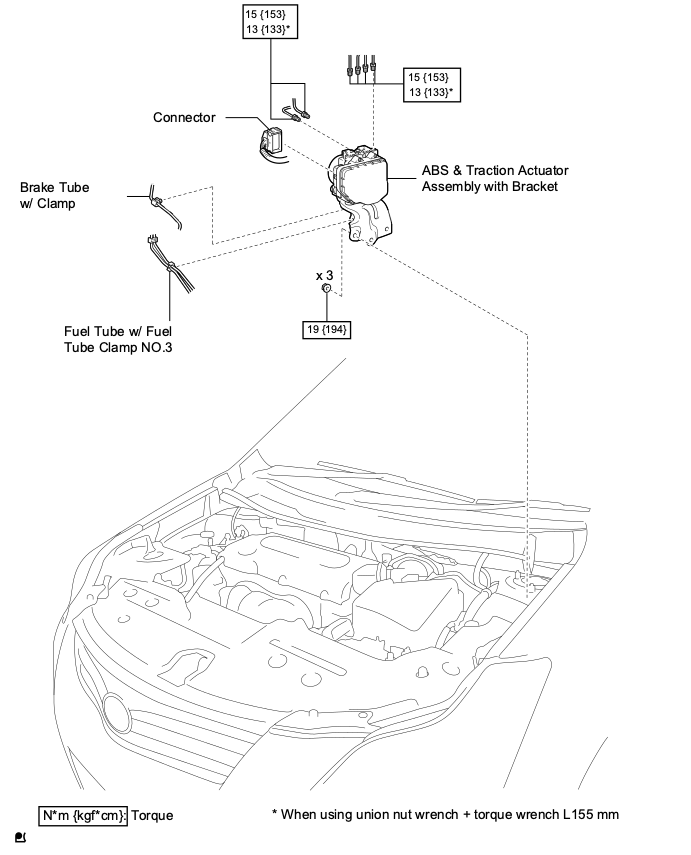 15 {153}
13 {133}*
15 {153}
13 {133}*
Connector
ABS & Traction Actuator
Assembly with Bracket
Brake Tube
w/ Clamp
x 3
19 {194}
Fuel Tube w/ Fuel
Tube Clamp NO.3
N*m {kgf*cm}: Torque
* When using union nut wrench + torque wrench L155 mm